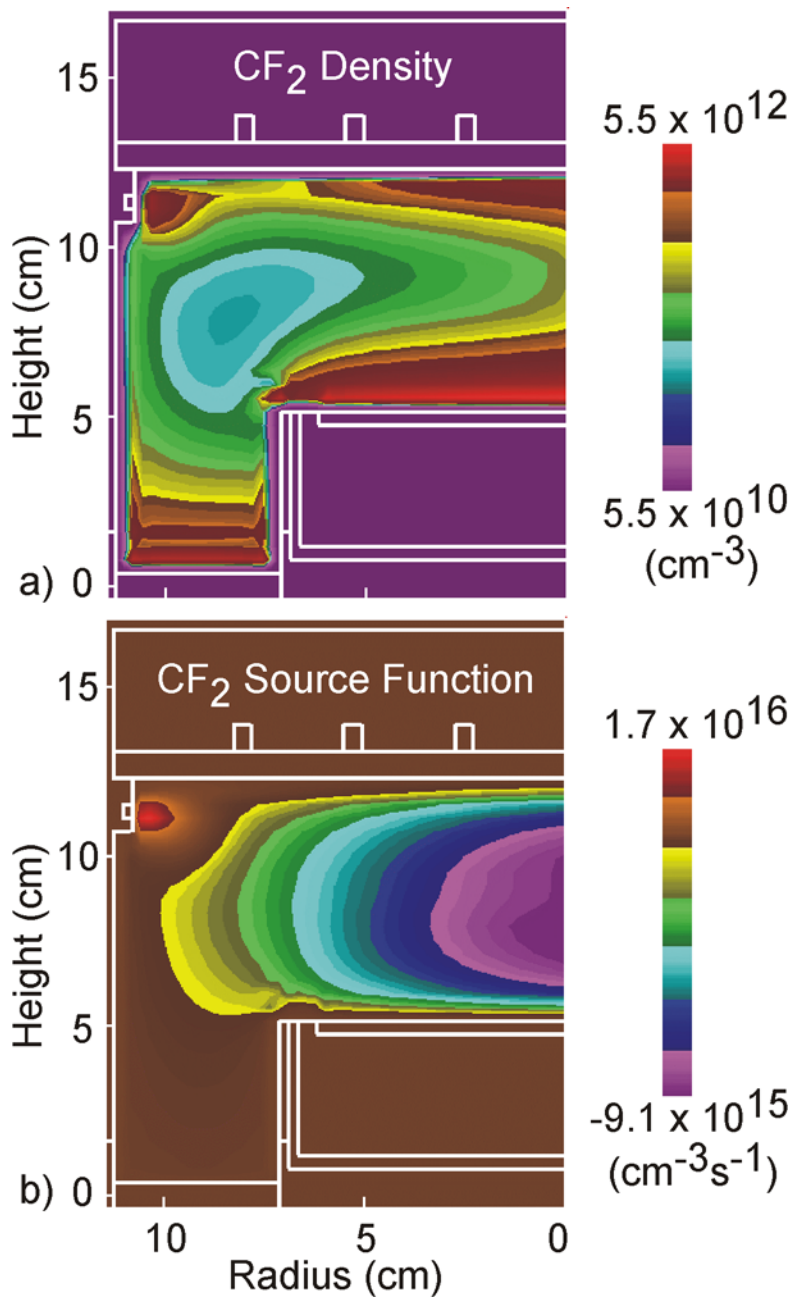 CF2 Density
15
10
5
0
Height (cm)
a)
5.5 x 10^12
5.5 x 10^10
(cm^-3)
CF2 Source Function
15
10
5
0
Height (cm)
b)
1.7 x 10^16
-9.1 x 10^15
(cm^-3s^-1)
10 5 0
Radius (cm)